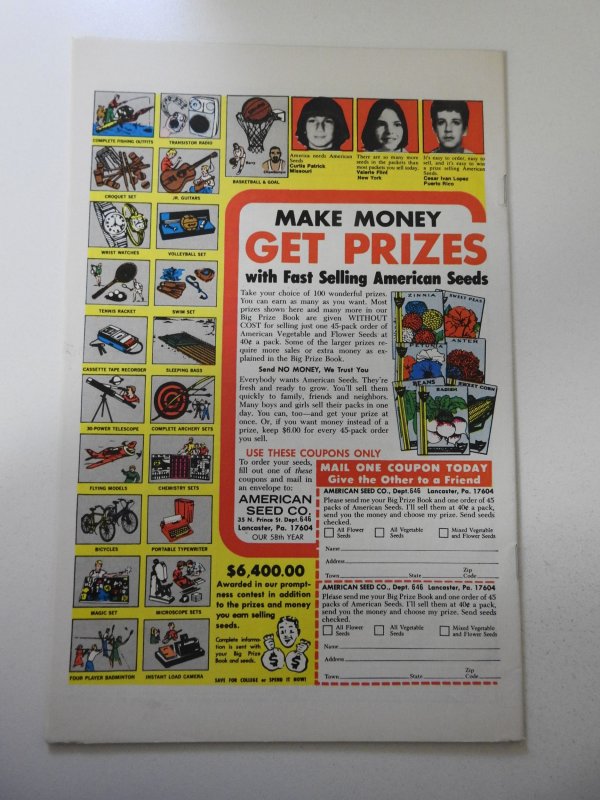 COMPLETE FISHING OUTFITS
TRANSISTOR RADIO
CROQUET SET
JR. GUITARS
WRIST WATCHES
VOLLEYBALL SET
TENNIS RACKET
SWIM SET
CASSETTE TAPE RECORDER
SLEEPING BAGS
30-POWER TELESCOPE
COMPLETE ARCHERY SETS
FLYING MODELS
CHEMISTRY SETS
BICYCLES
PORTABLE TYPEWRITER
MAGIC SET
MICROSCOPE SETS
FOUR PLAYER BADMINTON
INSTANT LOAD CAMERA
BASKETBALL & GOAL
America needs American
Seeds
Curtis Patrick
Missouri
There are so many more
seeds in the packets than
most packets you sell today.
Valerie Flint
New York
It's easy to order, easy to
sell, and it's easy to win
a prize selling American
Seeds.
Cesar Ivan Lopez
Puerto Rico
MAKE MONEY
GET PRIZES
with Fast Selling American Seeds
Take your choice of 100 wonderful prizes.
You can earn as many as you want. Most
prizes shown here and many more in our
Big Prize Book are given WITHOUT
COST for selling just one 45-pack order of
American Vegetable and Flower Seeds at
40¢ a pack. Some of the larger prizes re-
quire more sales or extra money as ex-
plained in the Big Prize Book.
Send NO MONEY, We Trust You
Everybody wants American Seeds. They're
fresh and ready to grow. You'll sell them
quickly to family, friends and neighbors.
Many boys and girls sell their packs in one
day. You can, too—and get your prize at
once. Or, if you want money instead of a
prize, keep $6.00 for every 45-pack order
you sell.
ZINNIA
SWEET PEAS
PETUNIA
ASTER
BEANS
RADISH
SWEET CORN
USE THESE COUPONS ONLY
To order your seeds,
fill out one of these
coupons and mail in
an envelope to:
AMERICAN
SEED CO.
35 N. Prince St. Dept. 646
Lancaster, Pa. 17604
OUR 58th YEAR
$6,400.00
Awarded in our prompt-
ness contest in addition
to the prizes and money
you earn selling
seeds.
Complete informa-
tion is sent with
your Big Prize
Book and seeds.
$ $
SAVE FOR COLLEGE or SPEND IT NOW!
MAIL ONE COUPON TODAY
Give the Other to a Friend
AMERICAN SEED CO., Dept. 646 Lancaster, Pa. 17604
Please send me your Big Prize Book and one order of 45
packs of American Seeds. I'll sell them at 40¢ a pack,
send you the money and choose my prize. Send seeds
checked.
All Flower Seeds
All Vegetable Seeds
Mixed Vegetable and Flower Seeds
Name
Address
Town State Zip Code
AMERICAN SEED CO., Dept. 646 Lancaster, Pa. 17604
Please send me your Big Prize Book and one order of 45
packs of American Seeds. I'll sell them at 40¢ a pack,
send you the money and choose my prize. Send seeds
checked.
All Flower Seeds
All Vegetable Seeds
Mixed Vegetable and Flower Seeds
Name
Address
Town State Zip Code